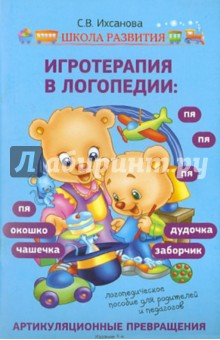 С.В. Ихсанова
ШКОЛА РАЗВИТИЯ
ИГРОТЕРАПИЯ
В ЛОГОПЕДИИ:
ПЯ
ПЯ
ПЯ
ПЯ
ОКОШКО
ЧАШЕЧКА
ДУДОЧКА
ЗАБОРЧИК
ЛАБИРИНТ
логопедическое
пособие для родителей
и педагогов
АРТИКУЛЯЦИОННЫЕ ПРЕВРАЩЕНИЯ